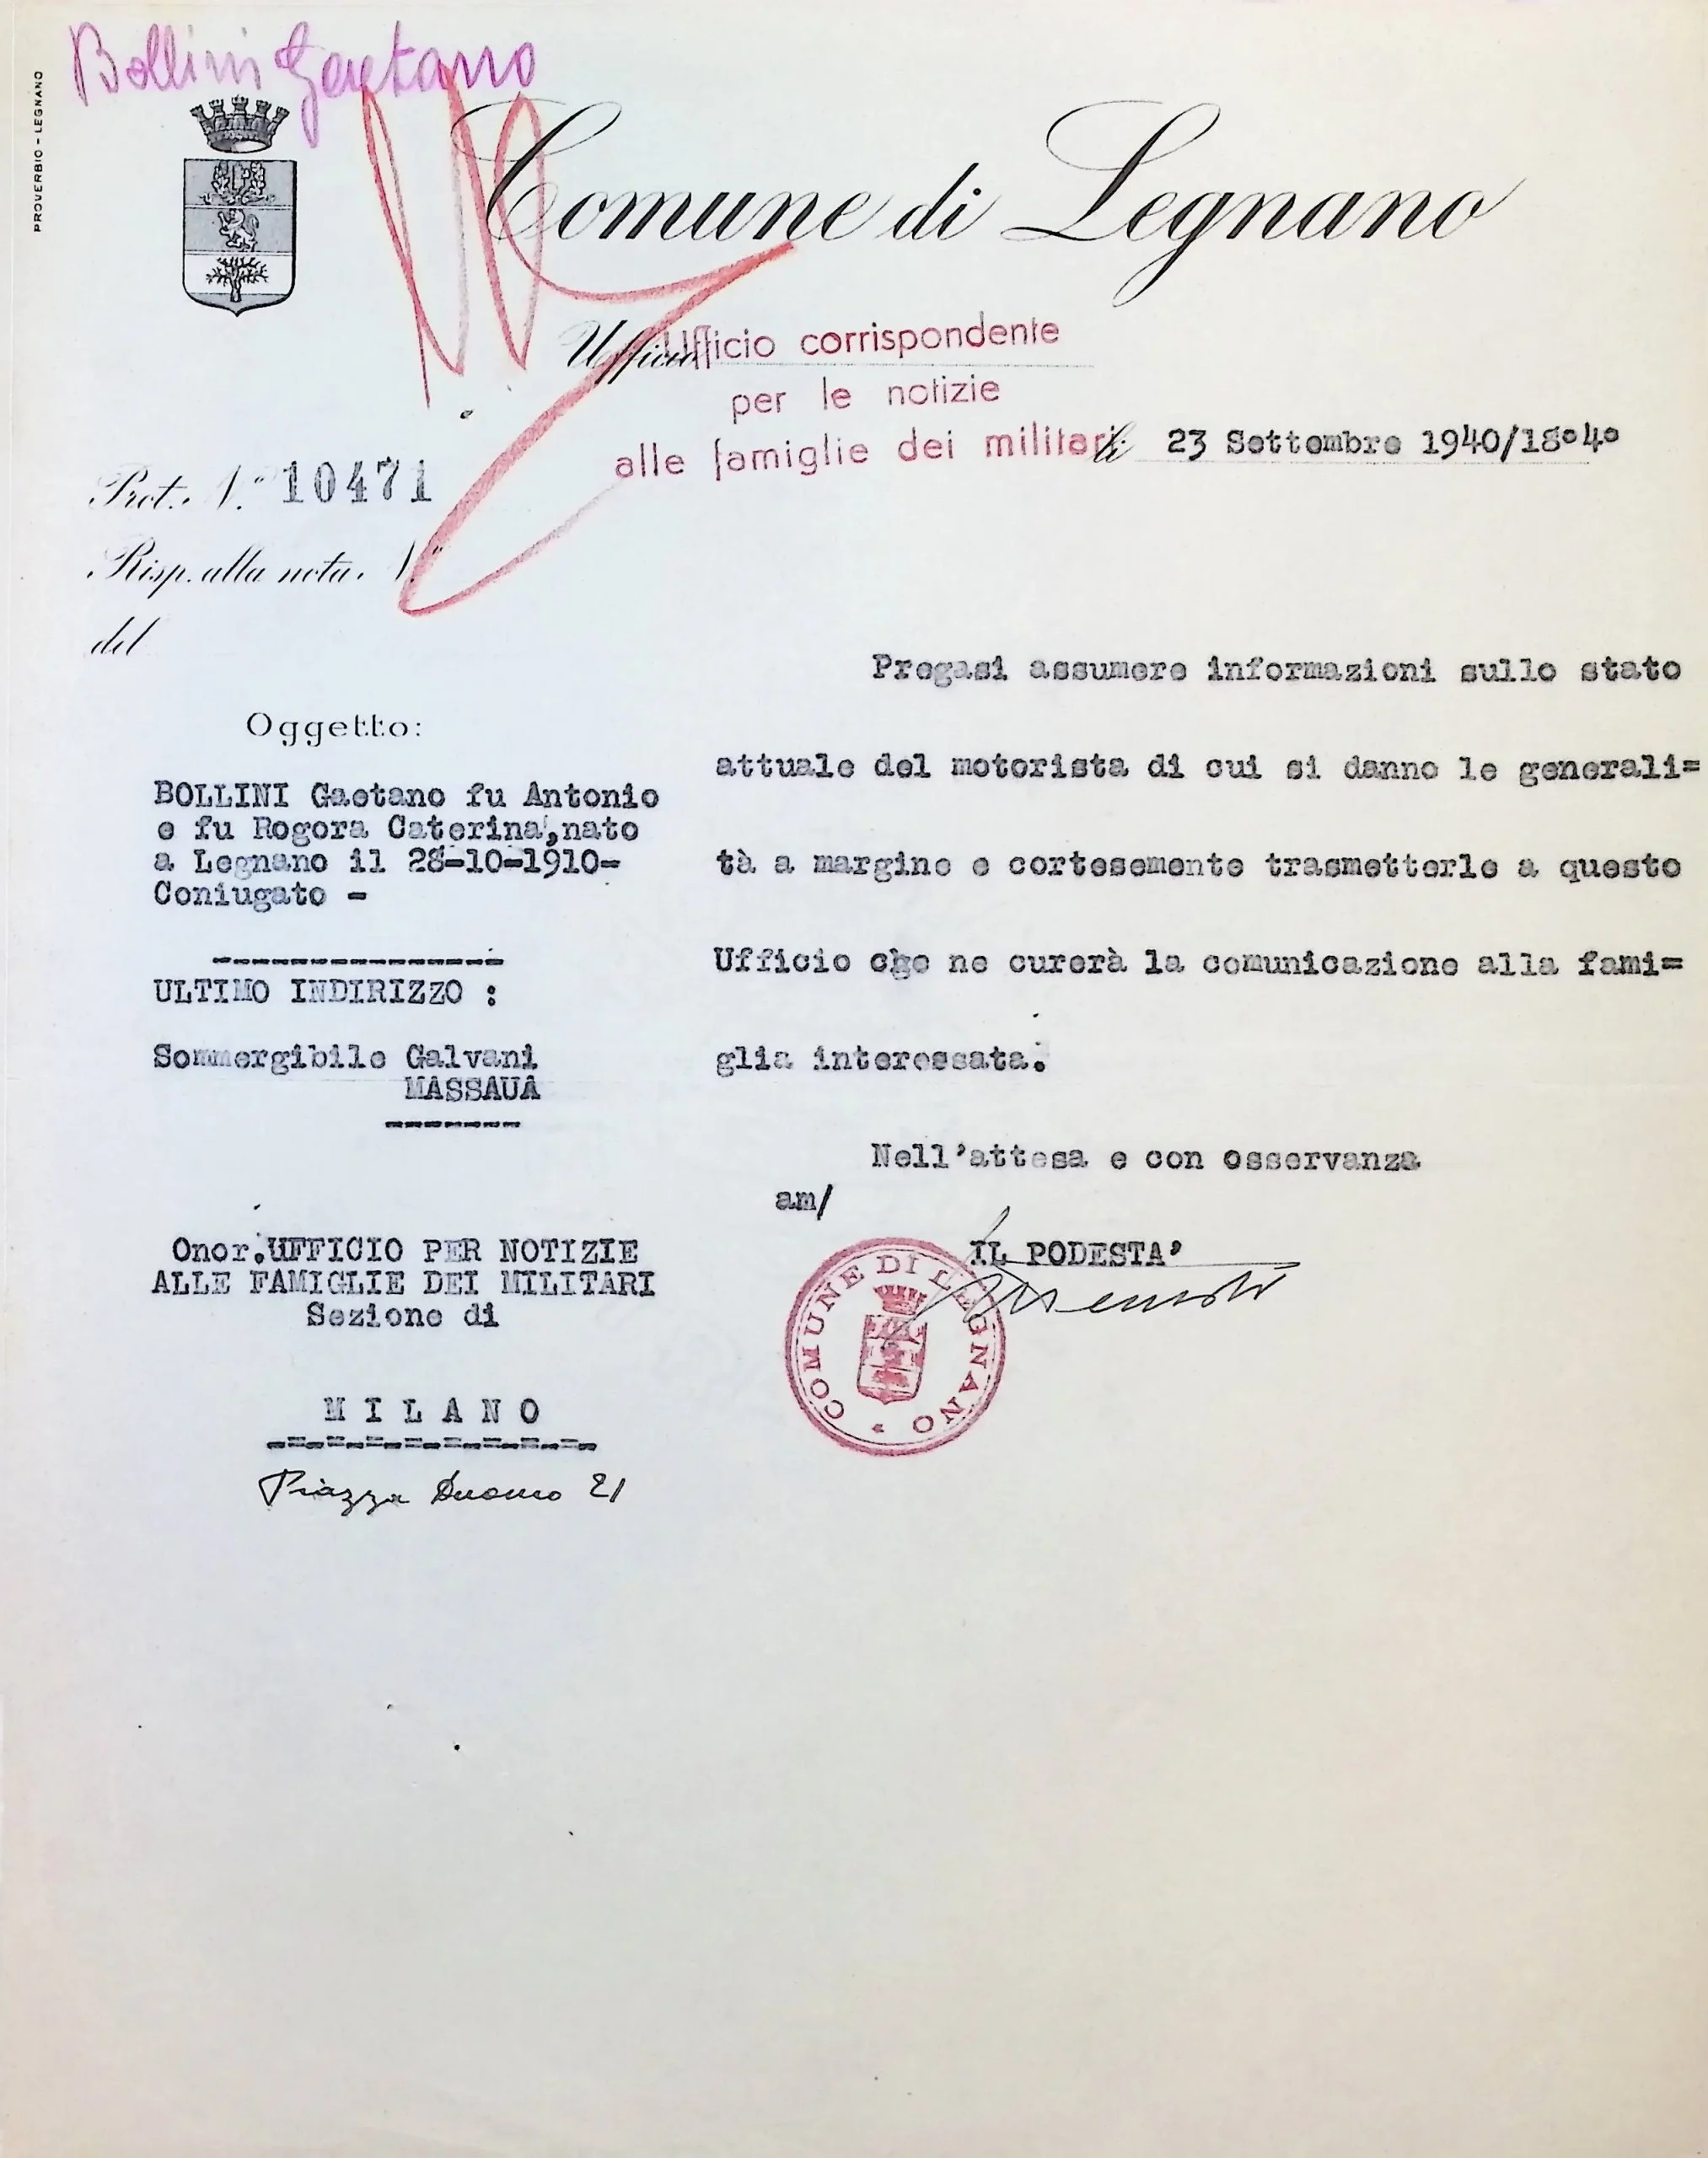 Bollini Gaetano
PROVERBIO - LEGNANO
Comune di Legnano
Ufficio
Ufficio corrispondente
per le notizie
alle famiglie dei militari
li 23 Settembre 1940/18°4°
Prot. N.° 10471
Risp. alla nota N.°
del
Oggetto:
BOLLINI Gaetano fu Antonio
e fu Rogora Caterina, nato
a Legnano il 28-10-1910-
Coniugato -
ULTIMO INDIRIZZO :
Sommergibile Galvani
MASSAUA
Onor. UFFICIO PER NOTIZIE
ALLE FAMIGLIE DEI MILITARI
Sezione di
M I L A N O
Piazza Duomo 21
Pregasi assumere informazioni sullo stato
attuale del motorista di cui si danno le generali=
tà a margine e cortesemente trasmetterle a questo
Ufficio che ne curerà la comunicazione alla fami=
glia interessata.
Nell'attesa e con osservanza
am/
IL PODESTA'
COMUNE DI LEGNANO